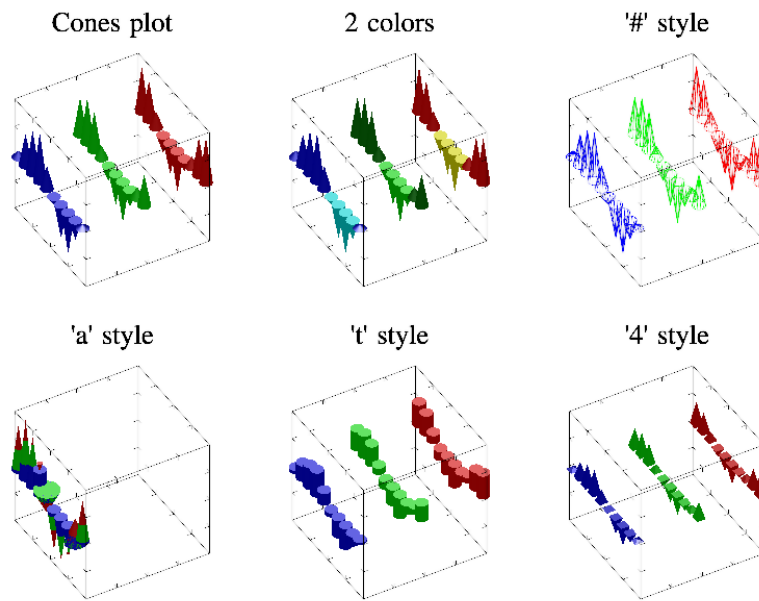 Cones plot
2 colors
'#' style
'a' style
't' style
'4' style